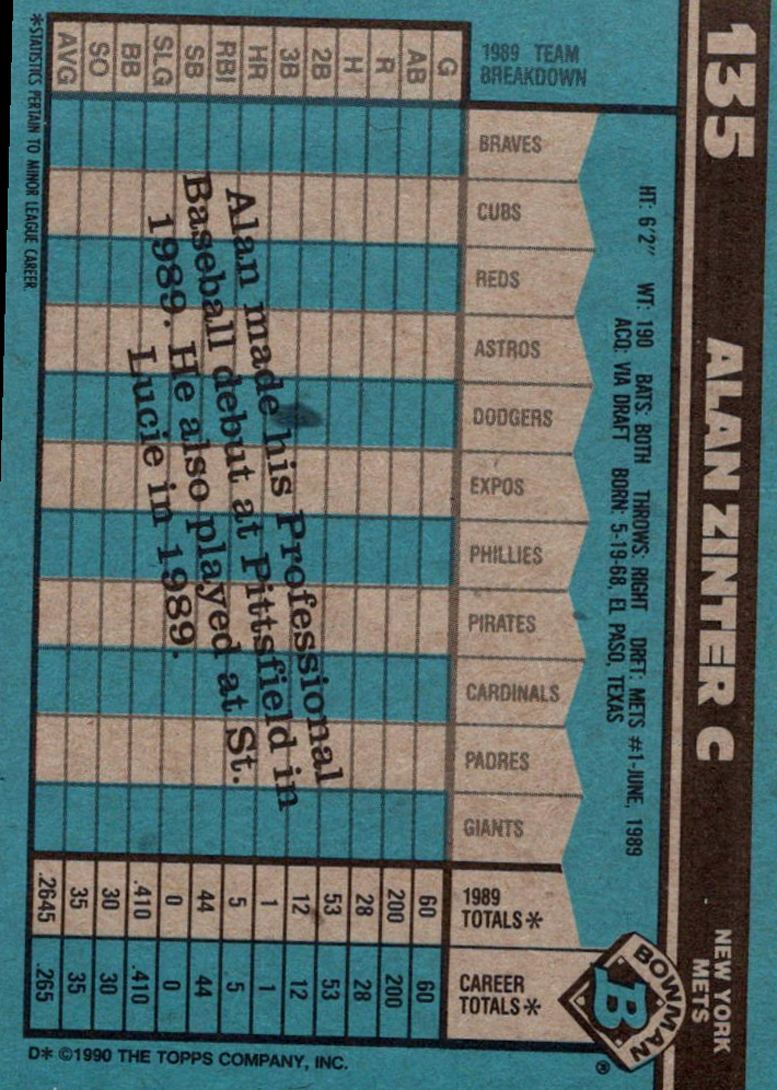 135 ALAN ZINTER C NEW YORK METS
HT: 6'2" WT: 190 BATS: BOTH THROWS: RIGHT DRFT: METS #1-JUNE, 1989
ACQ: VIA DRAFT BORN: 5-19-68, EL PASO, TEXAS
BOWMAN
B
®
1989 TEAM BREAKDOWN G AB R H 2B 3B HR RBI SB SLG BB SO AVG
BRAVES
CUBS
REDS
ASTROS
DODGERS
EXPOS
PHILLIES
PIRATES
CARDINALS
PADRES
GIANTS
1989 TOTALS* 60 200 28 53 12 1 5 44 0 .410 30 35 .2645
CAREER TOTALS* 60 200 28 53 12 1 5 44 0 .410 30 35 .265
Alan made his Professional
Baseball debut at Pittsfield in
1989. He also played at St.
Lucie in 1989.
*STATISTICS PERTAIN TO MINOR LEAGUE CAREER
D* ©1990 THE TOPPS COMPANY, INC.